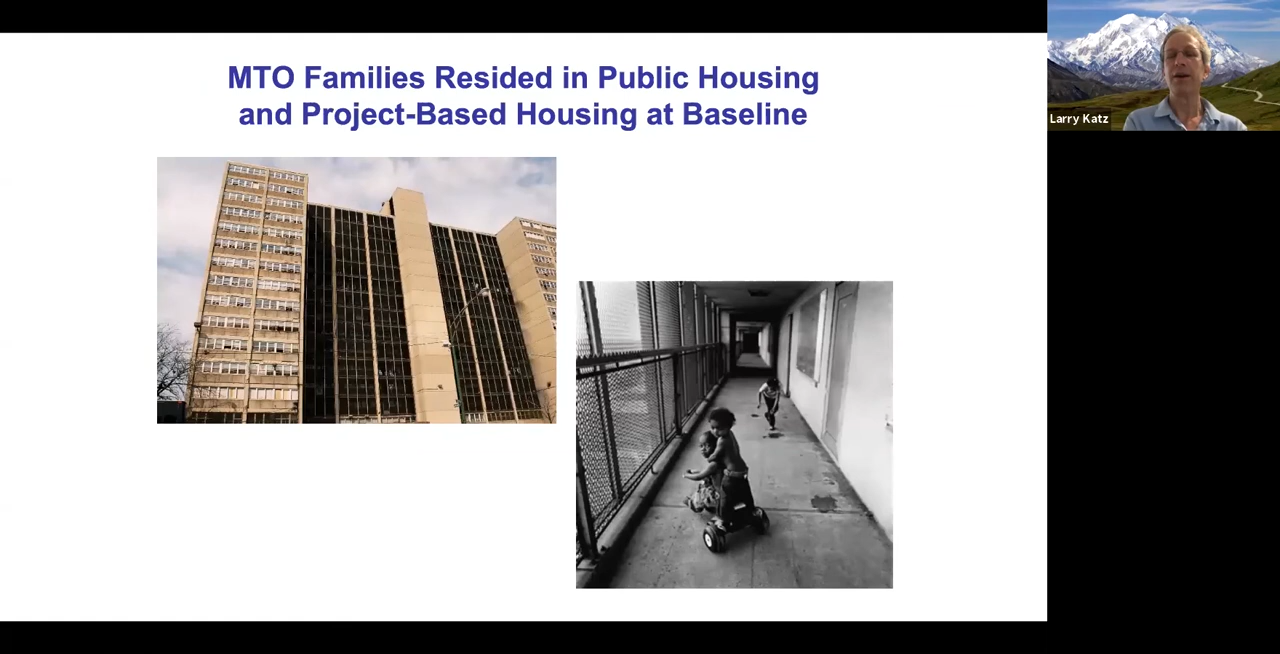 MTO Families Resided in Public Housing
and Project-Based Housing at Baseline
Larry Katz